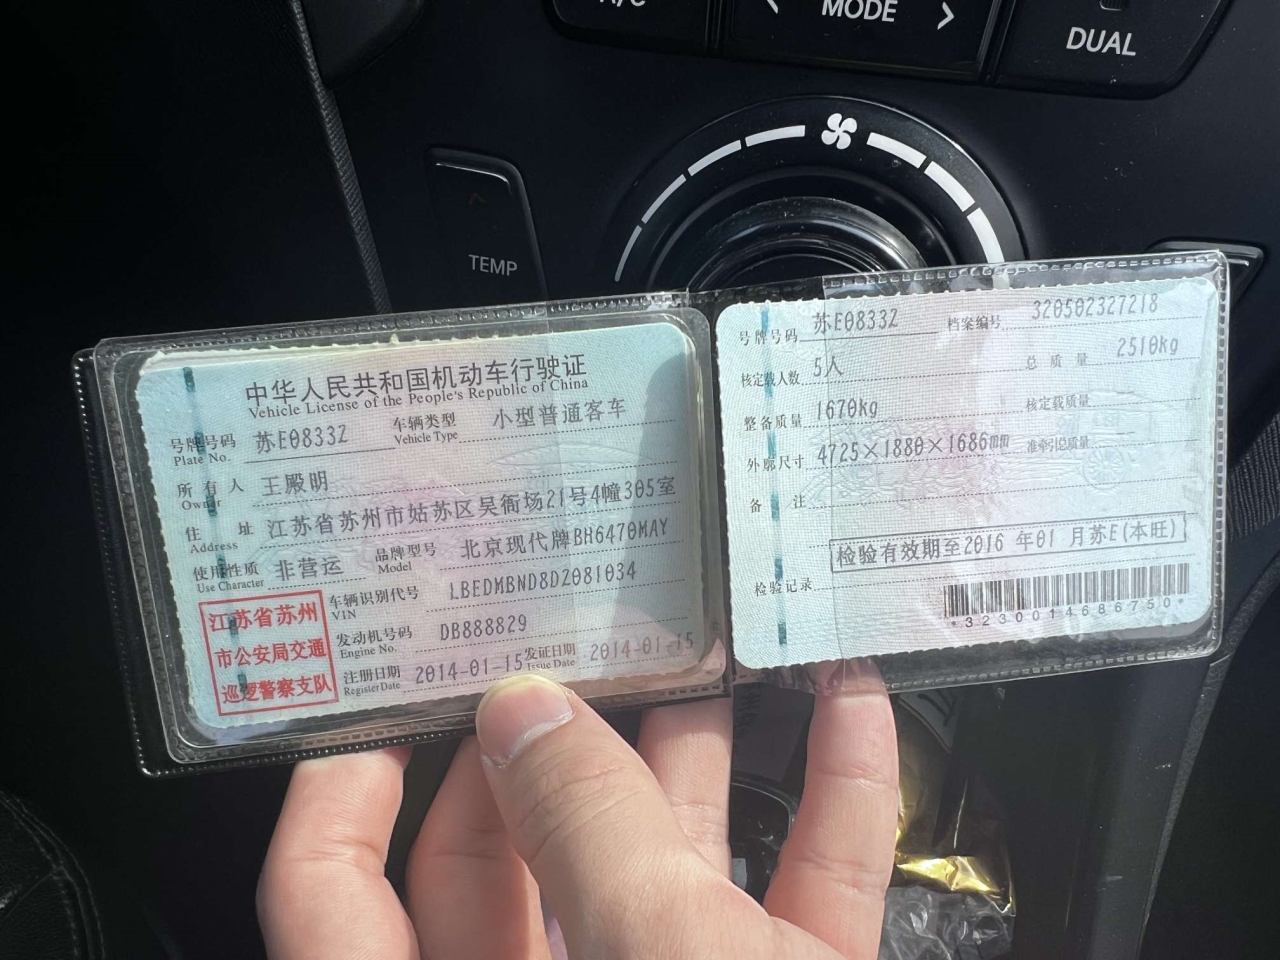 A/C
< MODE >
DUAL
TEMP
中华人民共和国机动车行驶证
Vehicle License of the People's Republic of China
号牌号码 苏E0833Z 车辆类型 小型普通客车
Plate No. Vehicle Type
所有人 王殿明
Owner
住址 江苏省苏州市姑苏区吴衙场21号4幢305室
Address
使用性质 非营运 品牌型号 北京现代牌BH6470MAY
Use Character Model
江苏省苏州
市公安局交通
巡逻警察支队
车辆识别代号 LBEDMBND8DZ081034
VIN
发动机号码 DB888829
Engine No.
注册日期 2014-01-15 发证日期 2014-01-15
Register Date Issue Date
号牌号码 苏E0833Z 档案编号 320502327218
核定载人数 5人 总质量 2510kg
整备质量 1670kg 核定载质量
外廓尺寸 4725×1880×1686mm 准牵引总质量
备注
检验有效期至2016年01月苏E(本旺)
检验记录
*3230014686750*